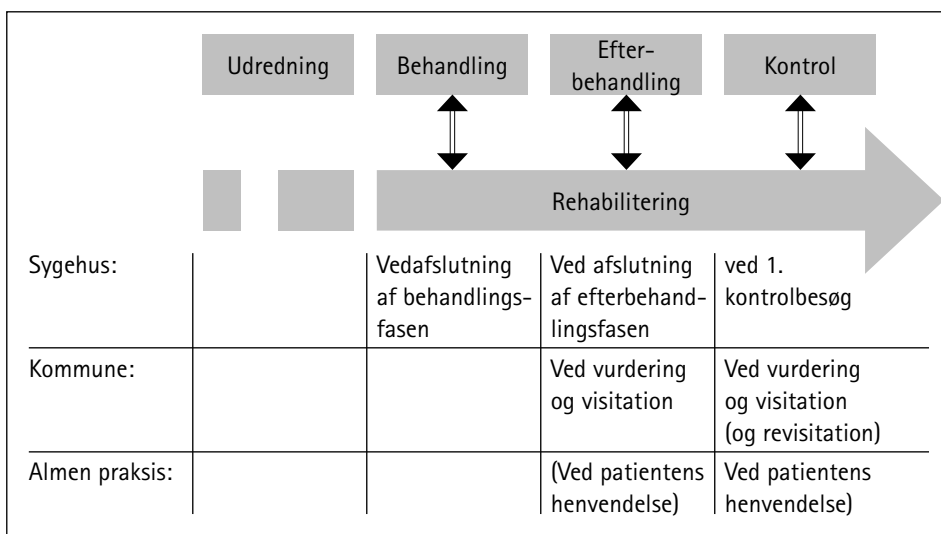 Udredning
Behandling
Efter-
behandling
Kontrol
Rehabilitering
Sygehus:
Vedafslutning
af behandlings-
fasen
Ved afslutning
af efterbehand-
lingsfasen
ved 1.
kontrolbesøg
Kommune:
Ved vurdering
og visitation
Ved vurdering
og visitation
(og revisitation)
Almen praksis:
(Ved patientens
henvendelse)
Ved patientens
henvendelse)